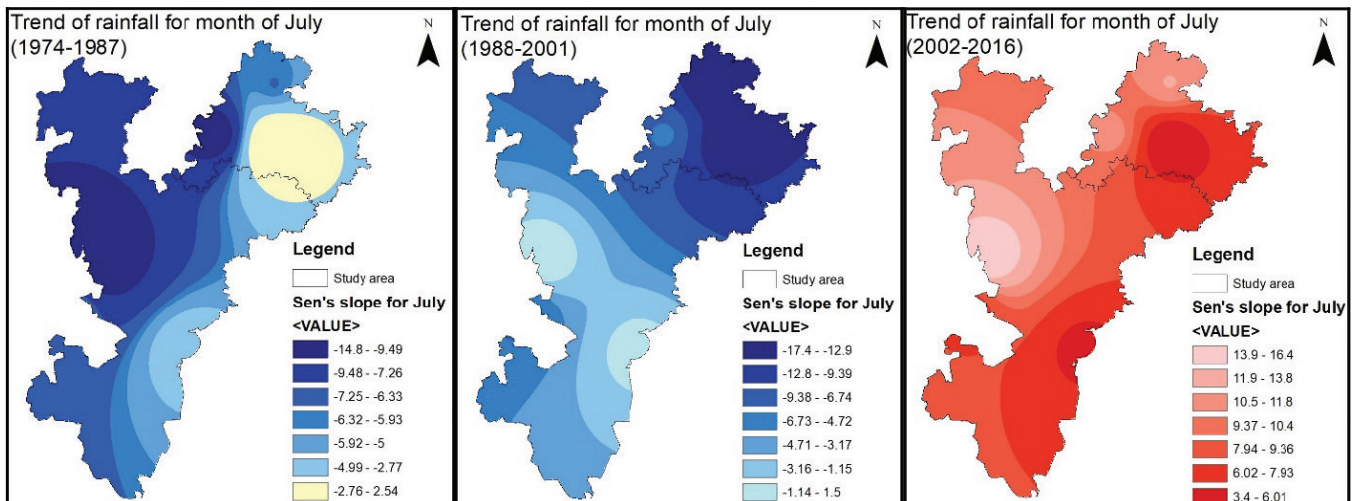 Trend of rainfall for month of July
(1974-1987)
N
Legend
Study area
Sen's slope for July
<VALUE>
-14.8 - -9.49
-9.48 - -7.26
-7.25 - -6.33
-6.32 - -5.93
-5.92 - -5
-4.99 - -2.77
-2.76 - 2.54
Trend of rainfall for month of July
(1988-2001)
N
Legend
Study area
Sen's slope for July
<VALUE>
-17.4 - -12.9
-12.8 - -9.39
-9.38 - -6.74
-6.73 - -4.72
-4.71 - -3.17
-3.16 - -1.15
-1.14 - 1.5
Trend of rainfall for month of July
(2002-2016)
N
Legend
Study area
Sen's slope for July
<VALUE>
13.9 - 16.4
11.9 - 13.8
10.5 - 11.8
9.37 - 10.4
7.94 - 9.36
6.02 - 7.93
3.4 - 6.01